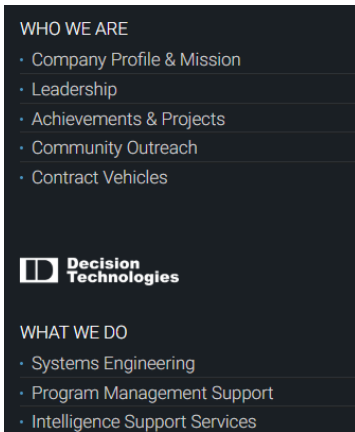 WHO WE ARE
· Company Profile & Mission
· Leadership
· Achievements & Projects
· Community Outreach
· Contract Vehicles
Decision
Technologies
WHAT WE DO
· Systems Engineering
· Program Management Support
· Intelligence Support Services